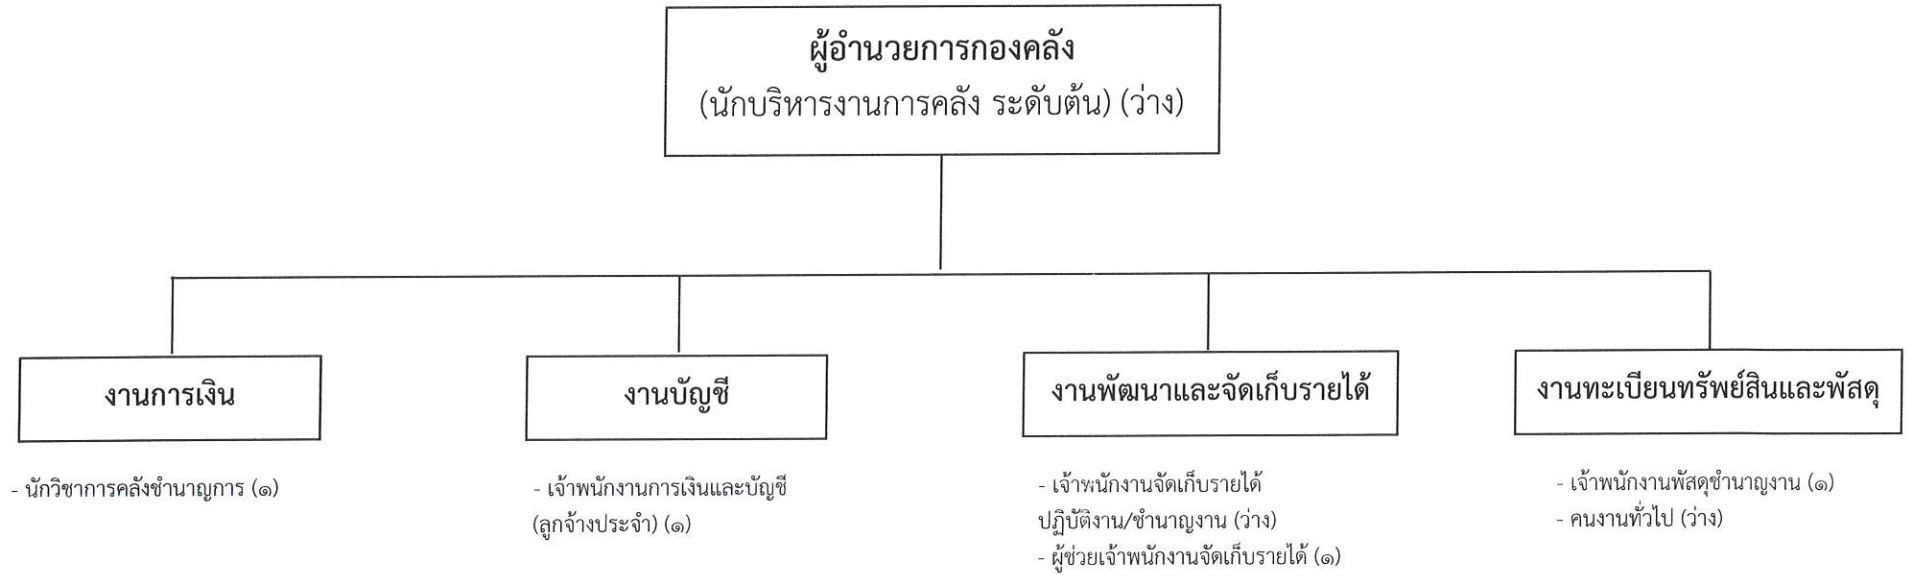 ผู้อำนวยการกองคลัง
(นักบริหารงานการคลัง ระดับต้น) (ว่าง)
งานการเงิน
- นักวิชาการคลังชำนาญการ (๑)
งานบัญชี
- เจ้าพนักงานการเงินและบัญชี
(ลูกจ้างประจำ) (๑)
งานพัฒนาและจัดเก็บรายได้
- เจ้าพนักงานจัดเก็บรายได้
ปฏิบัติงาน/ชำนาญงาน (ว่าง)
- ผู้ช่วยเจ้าพนักงานจัดเก็บรายได้ (๑)
งานทะเบียนทรัพย์สินและพัสดุ
- เจ้าพนักงานพัสดุชำนาญงาน (๑)
- คนงานทั่วไป (ว่าง)